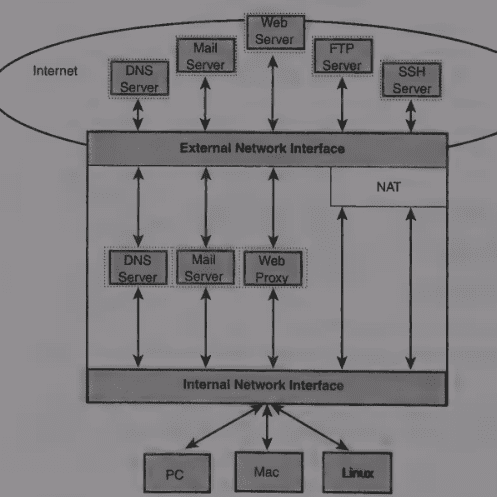 Web
Server
Mail
Server
FTP
Server
Internet
DNS
Server
SSH
Server
External Network Interface
NAT
DNS
Server
Mail
Server
Web
Proxy
Internal Network Interface
PC
Mac
Linux